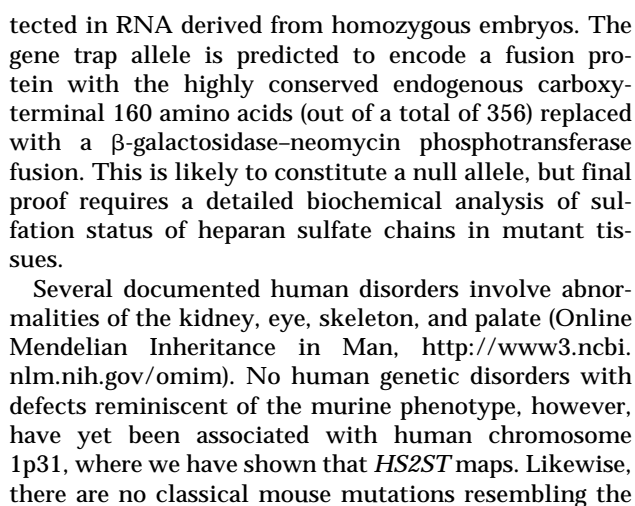 tected in RNA derived from homozygous embryos. The
gene trap allele is predicted to encode a fusion pro-
tein with the highly conserved endogenous carboxy-
terminal 160 amino acids (out of a total of 356) replaced
with a β-galactosidase–neomycin phosphotransferase
fusion. This is likely to constitute a null allele, but final
proof requires a detailed biochemical analysis of sul-
fation status of heparan sulfate chains in mutant tis-
sues.
Several documented human disorders involve abnor-
malities of the kidney, eye, skeleton, and palate (Online
Mendelian Inheritance in Man, http://www3.ncbi.
nlm.nih.gov/omim). No human genetic disorders with
defects reminiscent of the murine phenotype, however,
have yet been associated with human chromosome
1p31, where we have shown that HS2ST maps. Likewise,
there are no classical mouse mutations resembling the